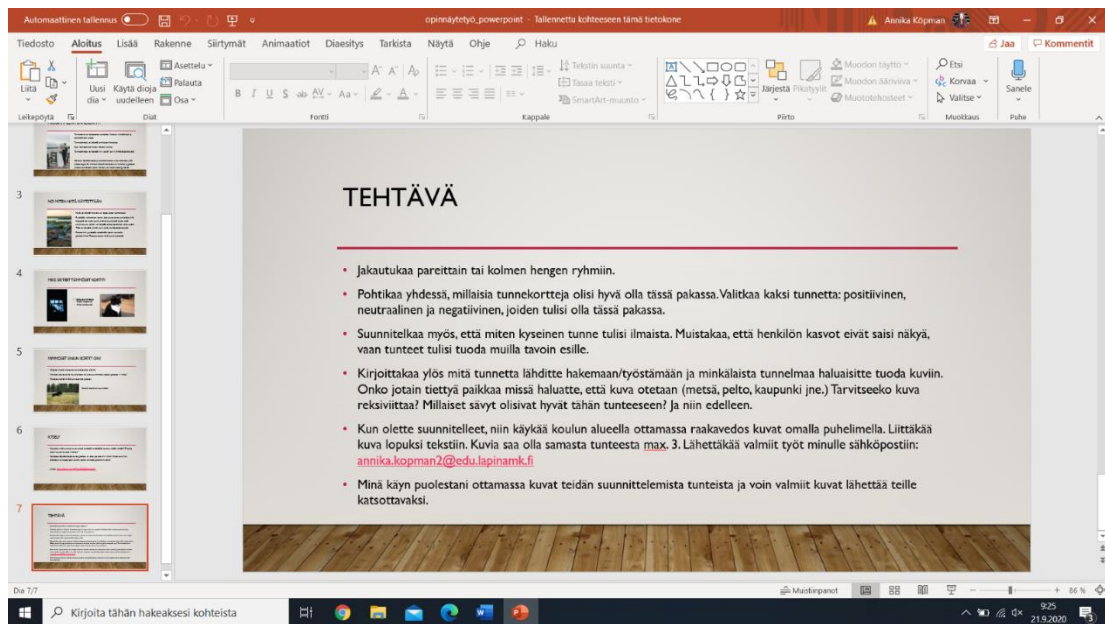 Automaattinen tallennus
opinnäytetyö_powerpoint - Tallennettu kohteeseen tämä tietokone
Annika Köpman
Tiedosto Aloitus Lisää Rakenne Siirtymät Animaatiot Diaesitys Tarkista Näytä Ohje Haku
Jaa Kommentit
Liitä
Uusi dia
Käytä dioja uudelleen
Asettelu
Palauta
Osa
Tekstin suunta
Tasaa teksti
SmartArt-muunto
Järjestä Pikatyylit
Muodon täyttö
Muodon ääriviiva
Muototehosteet
Etsi
Korvaa
Valitse
Sanele
Leikepöytä Diat Fontti Kappale Piirto Muokkaus Puhe
3
4
5
6
7
TEHTÄVÄ
TEHTÄVÄ
• Jakautukaa pareittain tai kolmen hengen ryhmiin.
• Pohtikaa yhdessä, millaisia tunnekortteja olisi hyvä olla tässä pakassa. Valitkaa kaksi tunnetta: positiivinen,
neutraalinen ja negatiivinen, joiden tulisi olla tässä pakassa.
• Suunnitelkaa myös, että miten kyseinen tunne tulisi ilmaista. Muistakaa, että henkilön kasvot eivät saisi näkyä,
vaan tunteet tulisi tuoda muilla tavoin esille.
• Kirjoittakaa ylös mitä tunnetta lähditte hakemaan/työstämään ja minkälaista tunnelmaa haluaisitte tuoda kuviin.
Onko jotain tiettyä paikkaa missä haluatte, että kuva otetaan (metsä, pelto, kaupunki jne.) Tarvitseeko kuva
reksiviittaa? Millaiset sävyt olisivat hyvät tähän tunteeseen? Ja niin edelleen.
• Kun olette suunnitelleet, niin käykää koulun alueella ottamassa raakavedos kuvat omalla puhelimella. Liittäkää
kuva lopuksi tekstiin. Kuvia saa olla samasta tunteesta max. 3. Lähettäkää valmiit työt minulle sähköpostiin:
annika.kopman2@edu.lapinamk.fi
• Minä käyn puolestani ottamassa kuvat teidän suunnittelemista tunteista ja voin valmiit kuvat lähettää teille
katsottavaksi.
Dia 7/7
Muistiinpanot
86 %
Kirjoita tähän hakeaksesi kohteista
9:25
21.9.2020